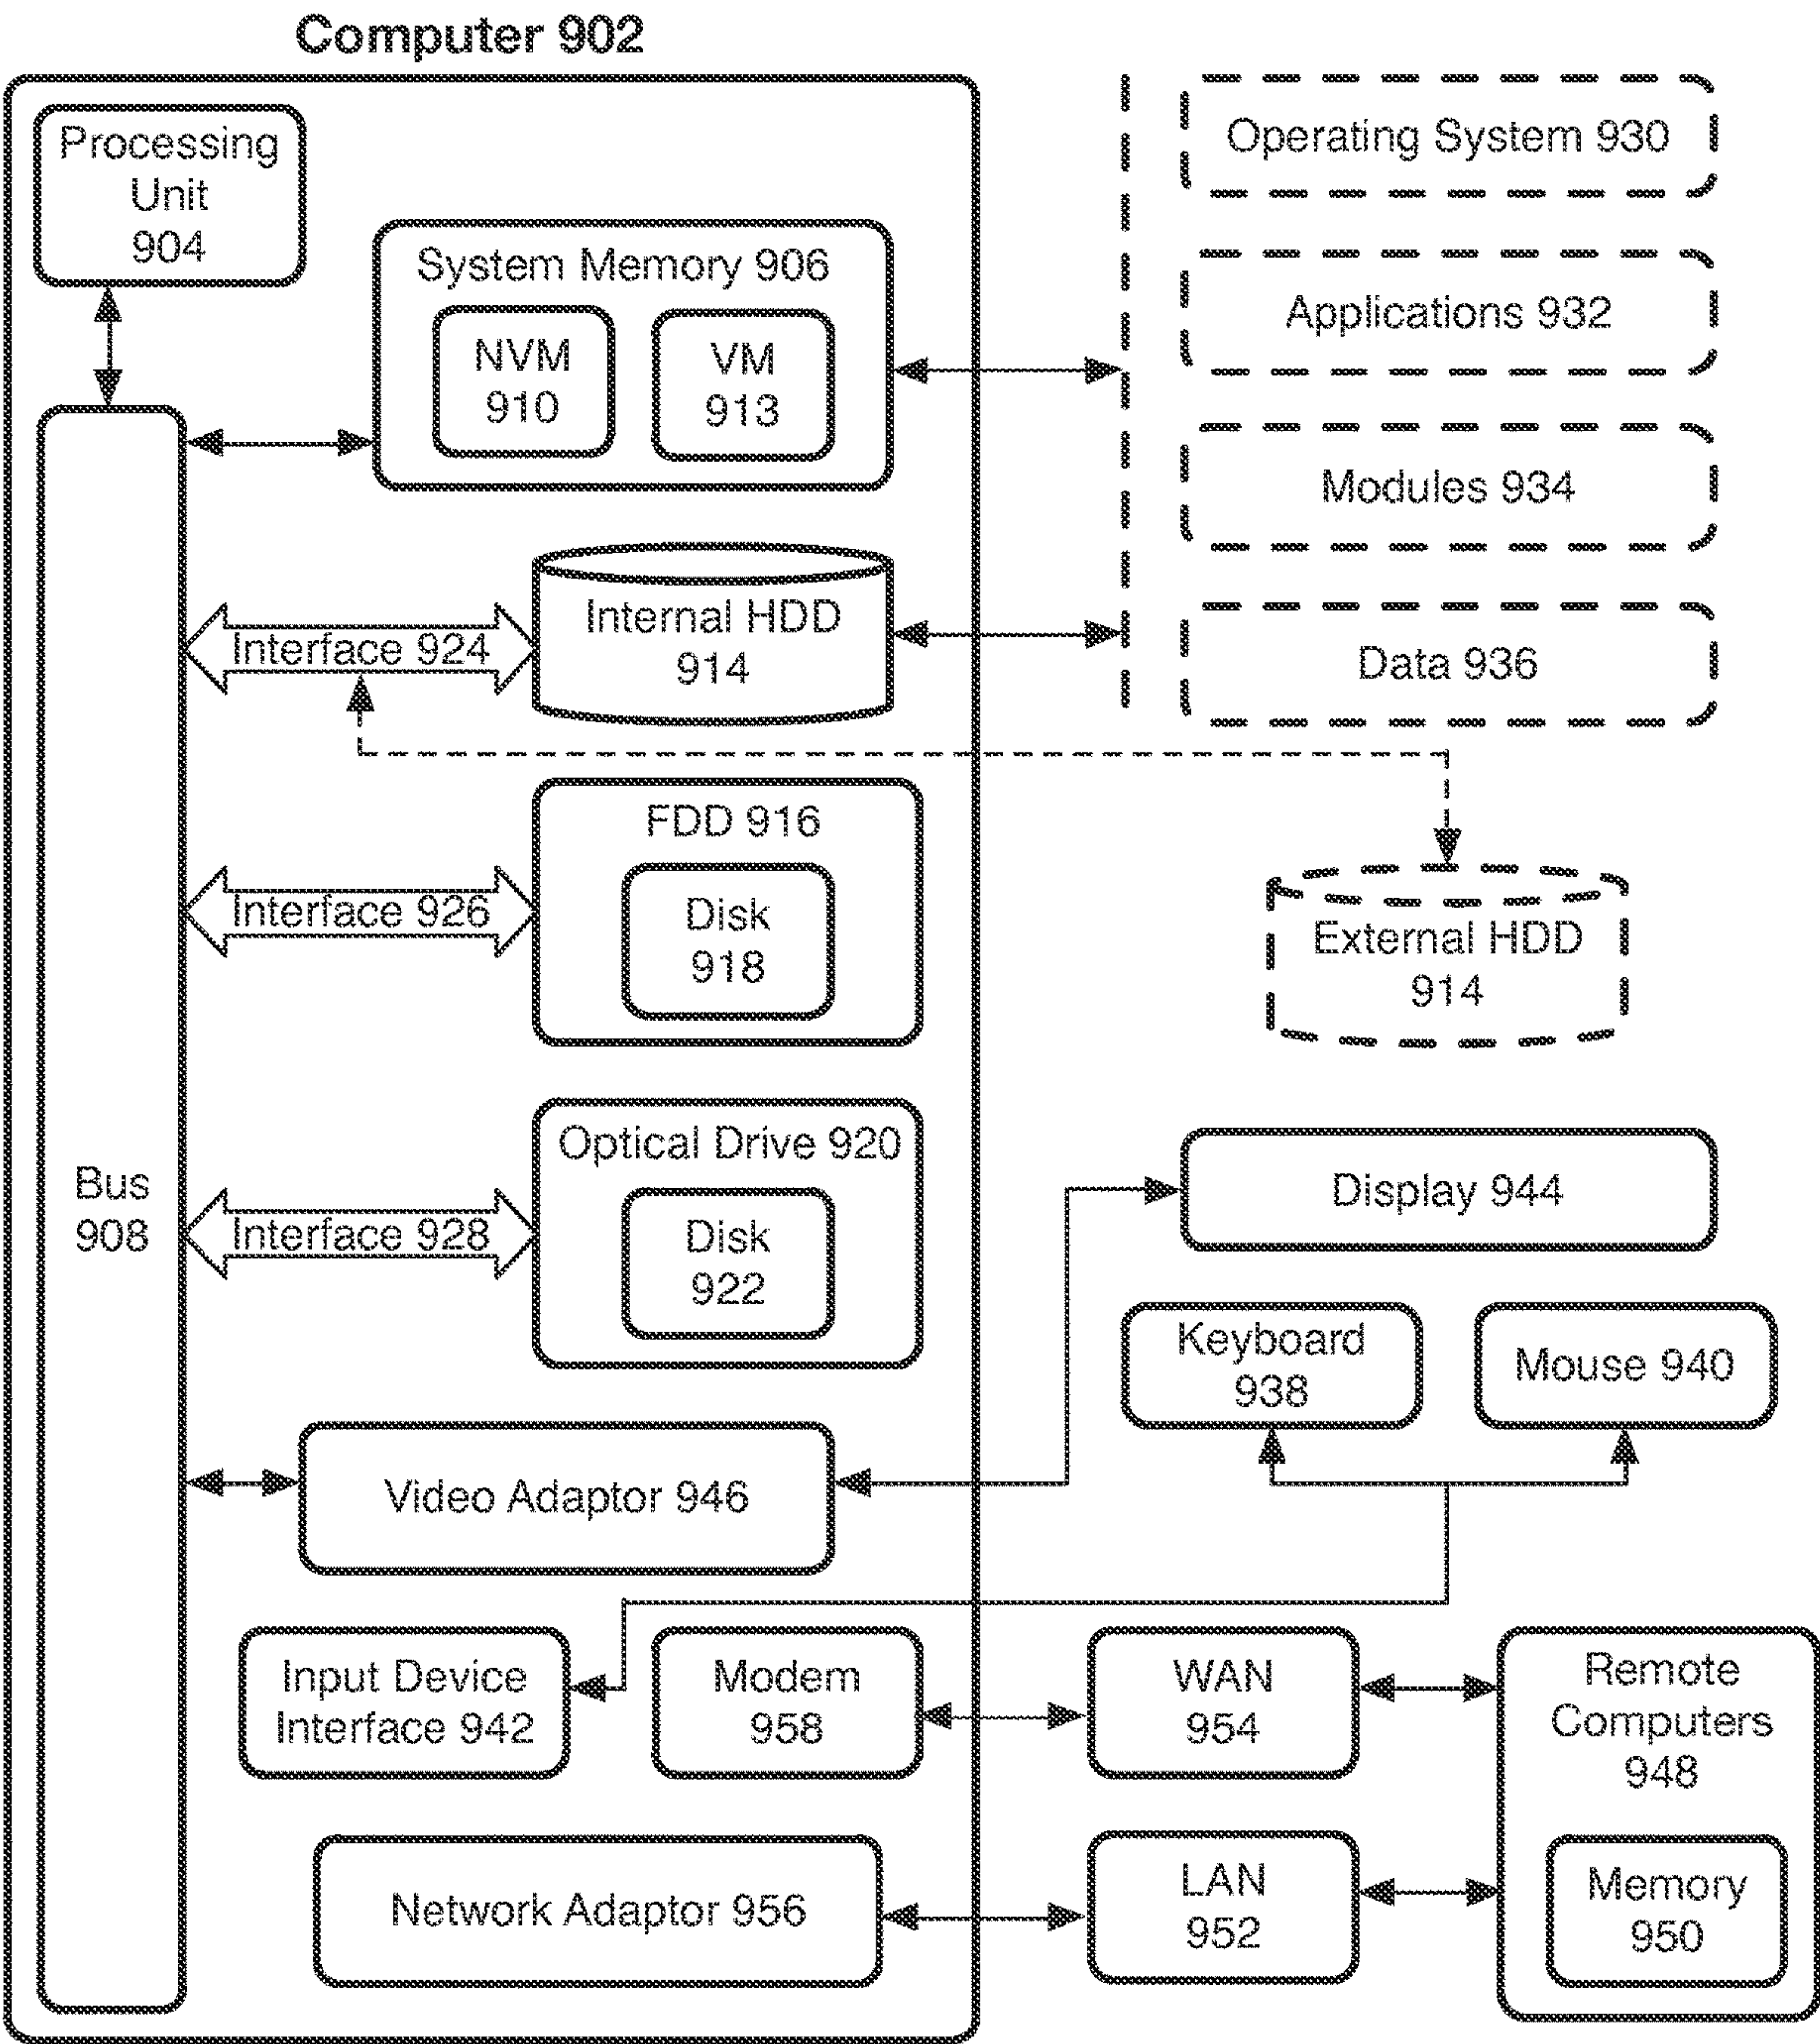 Computer 902
Processing
Unit
904
System Memory 906
NVM
910
VM
913
Operating System 930
Applications 932
Modules 934
Data 936
Interface 924
Internal HDD
914
FDD 916
Disk
918
Interface 926
External HDD
914
Bus
908
Optical Drive 920
Disk
922
Interface 928
Display 944
Keyboard
938
Mouse 940
Video Adaptor 946
Input Device
Interface 942
Modem
958
WAN
954
Remote
Computers
948
Network Adaptor 956
LAN
952
Memory
950